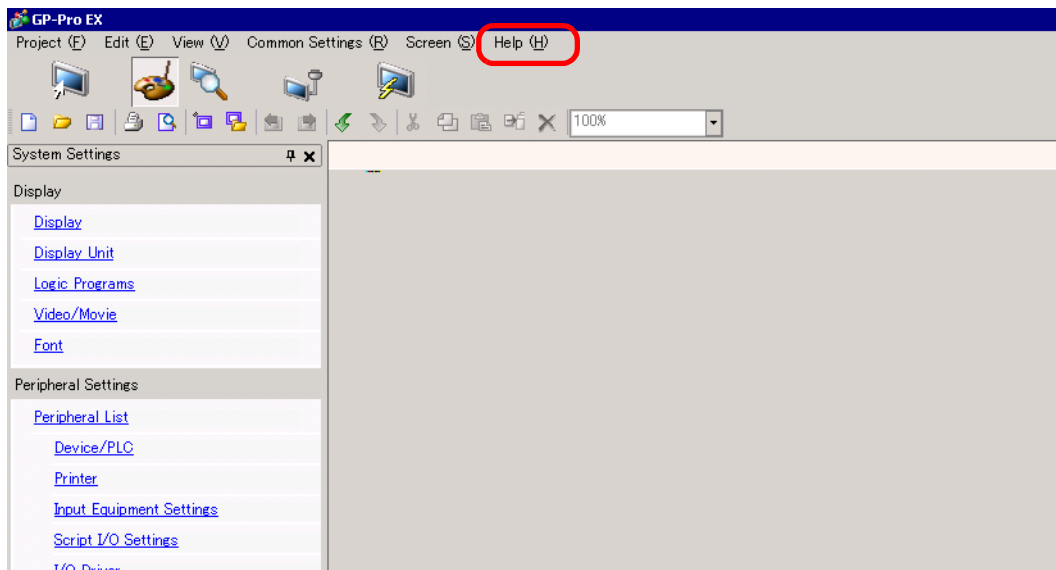 GP-Pro EX
Project (F) Edit (E) View (V) Common Settings (R) Screen (S) Help (H)
100%
System Settings
Display
Display
Display Unit
Logic Programs
Video/Movie
Font
Peripheral Settings
Peripheral List
Device/PLC
Printer
Input Equipment Settings
Script I/O Settings
I/O Driver